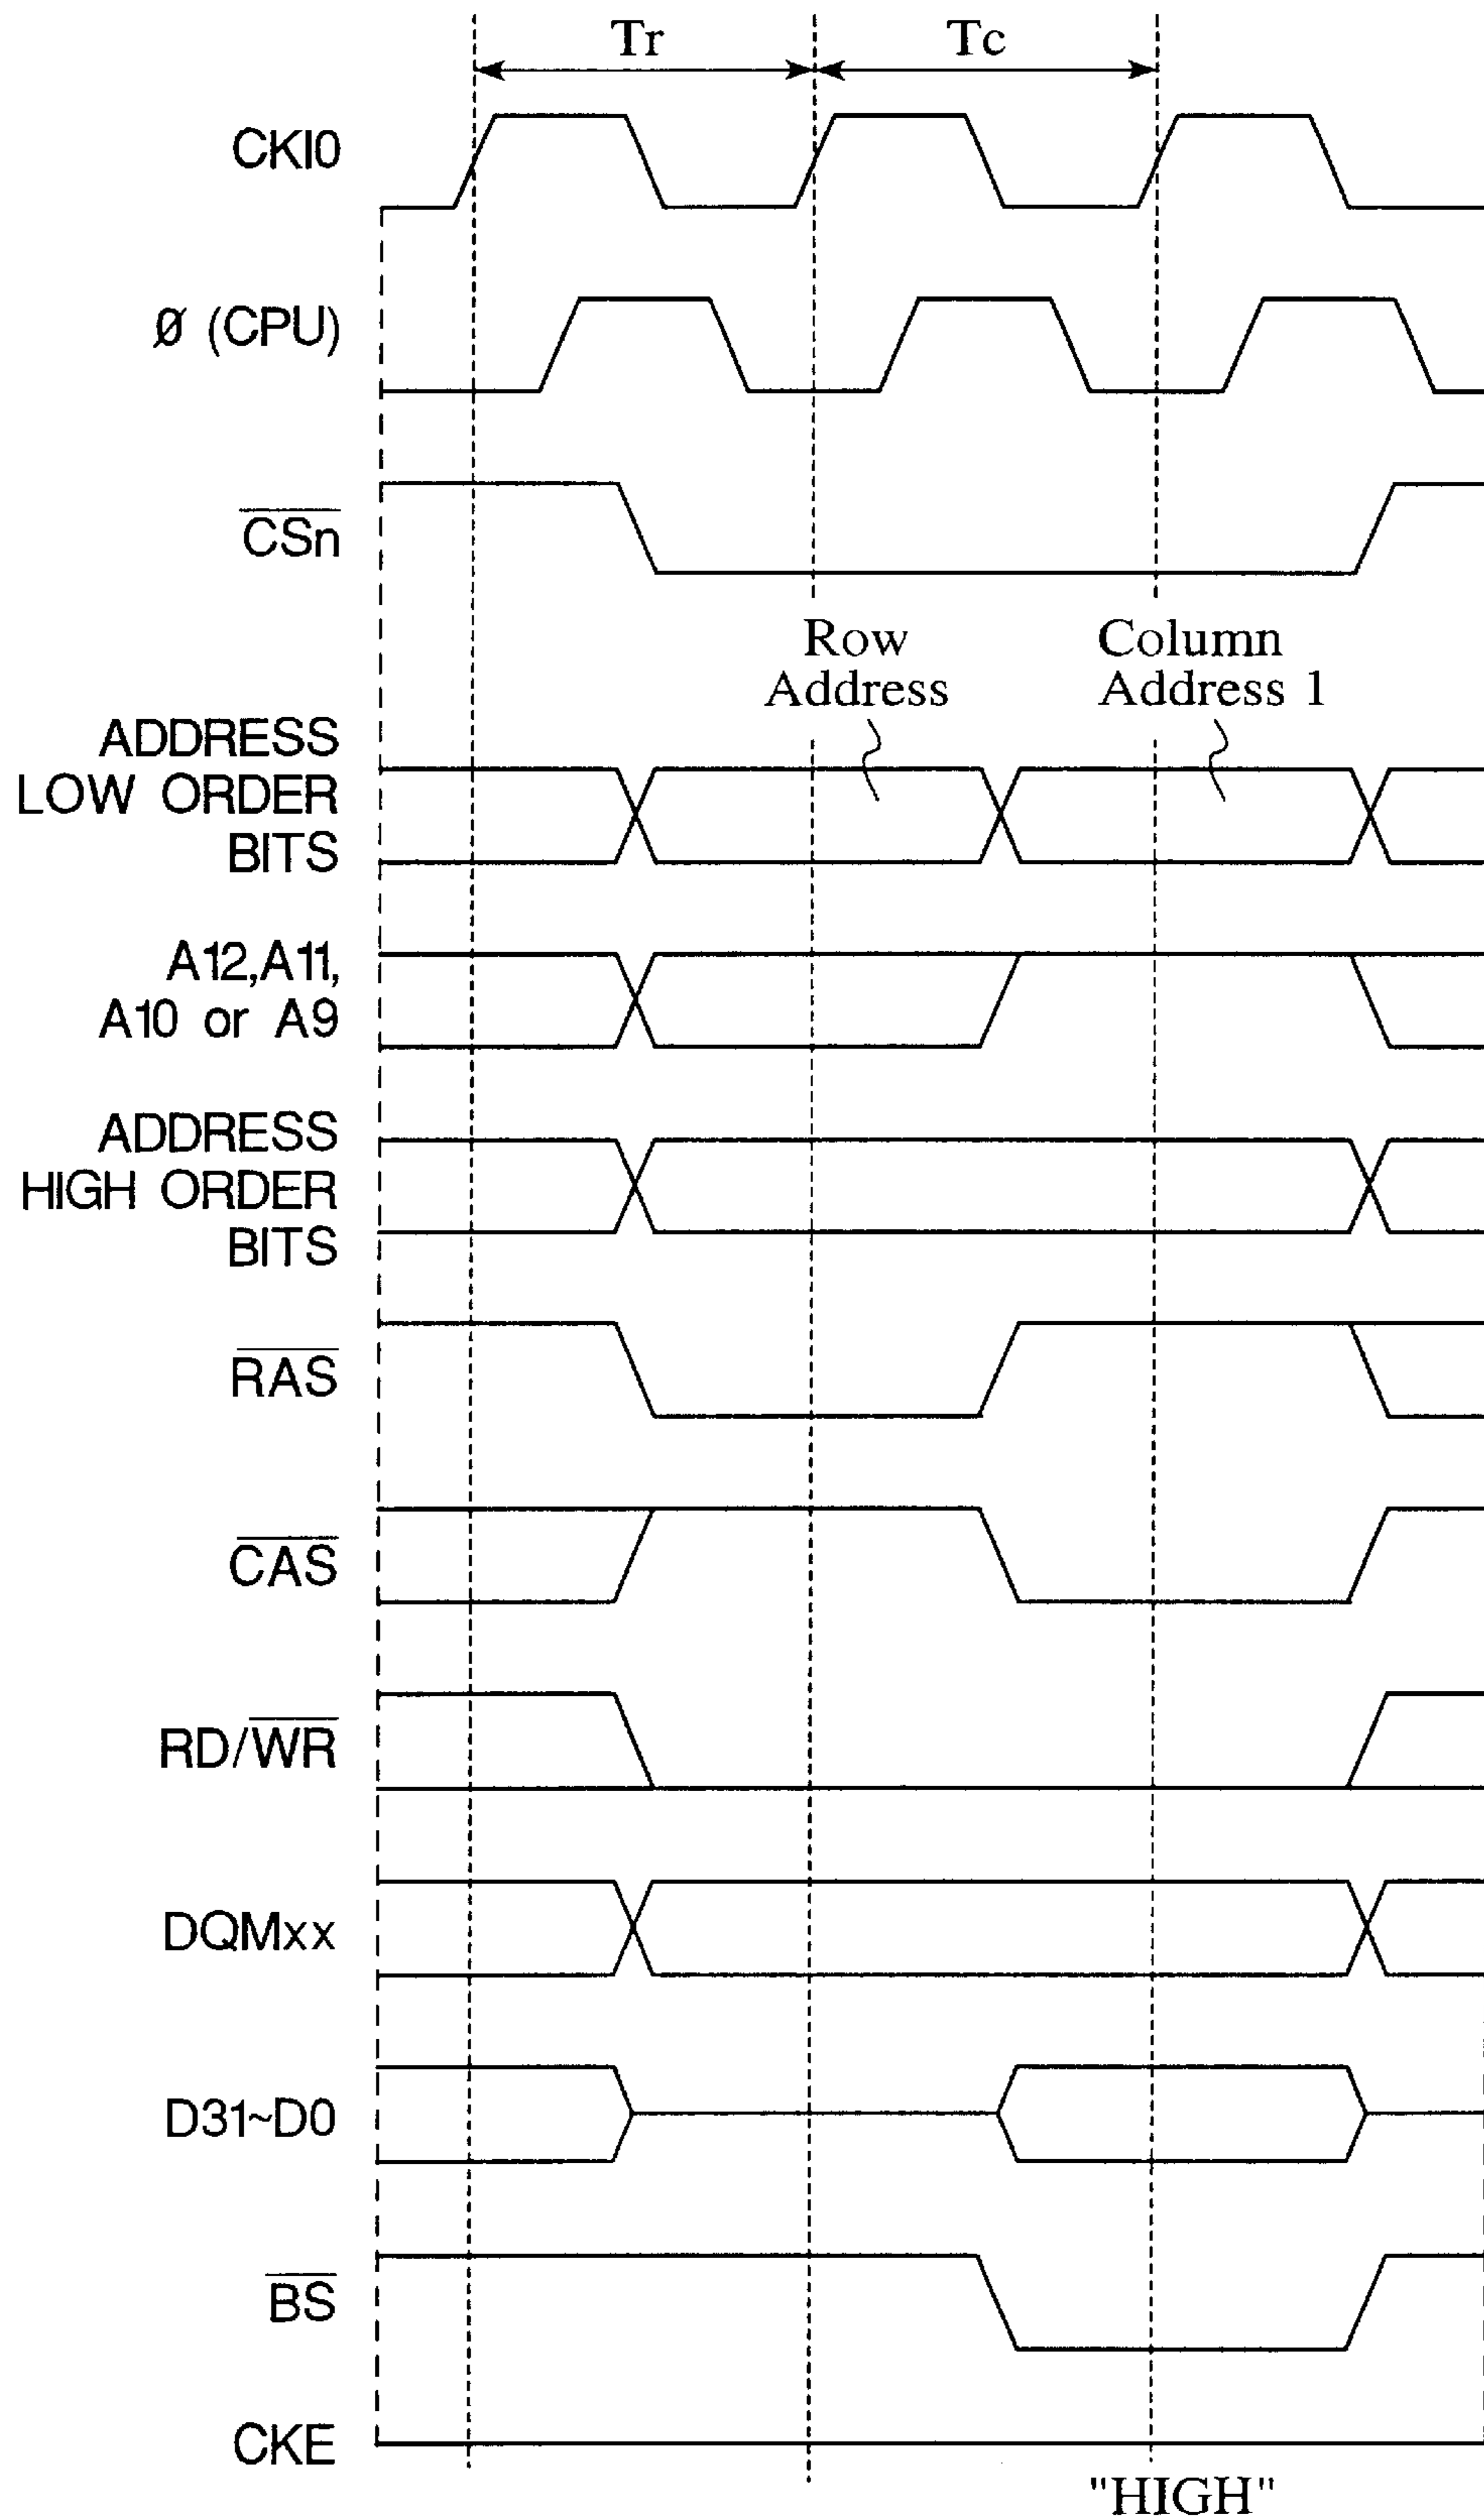 Tr
Tc
CKIO
Ø (CPU)
CSn
Row
Address
Column
Address 1
ADDRESS
LOW ORDER
BITS
A12,A11,
A10 or A9
ADDRESS
HIGH ORDER
BITS
RAS
CAS
RD/WR
DQMxx
D31~D0
BS
CKE
"HIGH"